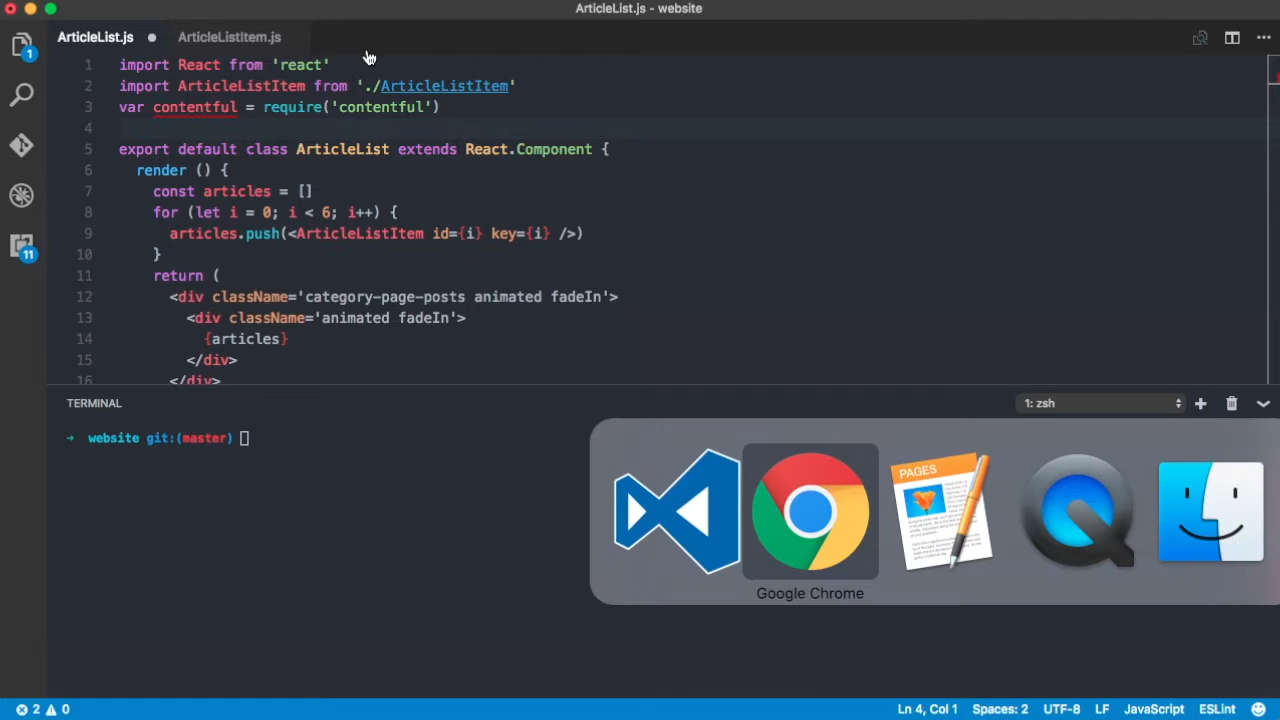 ArticleList.js - website
ArticleList.js
ArticleListItem.js
1
1 import React from 'react'
2 import ArticleListItem from './ArticleListItem'
3 var contentful = require('contentful')
4
5 export default class ArticleList extends React.Component {
6 render () {
7 const articles = []
8 for (let i = 0; i < 6; i++) {
9 articles.push(<ArticleListItem id={i} key={i} />)
10 }
11 return (
12 <div className='category-page-posts animated fadeIn'>
13 <div className='animated fadeIn'>
14 {articles}
15 </div>
16 </div>
11
TERMINAL
1: zsh
→ website git:(master)
PAGES
Google Chrome
2 0
Ln 4, Col 1 Spaces: 2 UTF-8 LF JavaScript ESLint